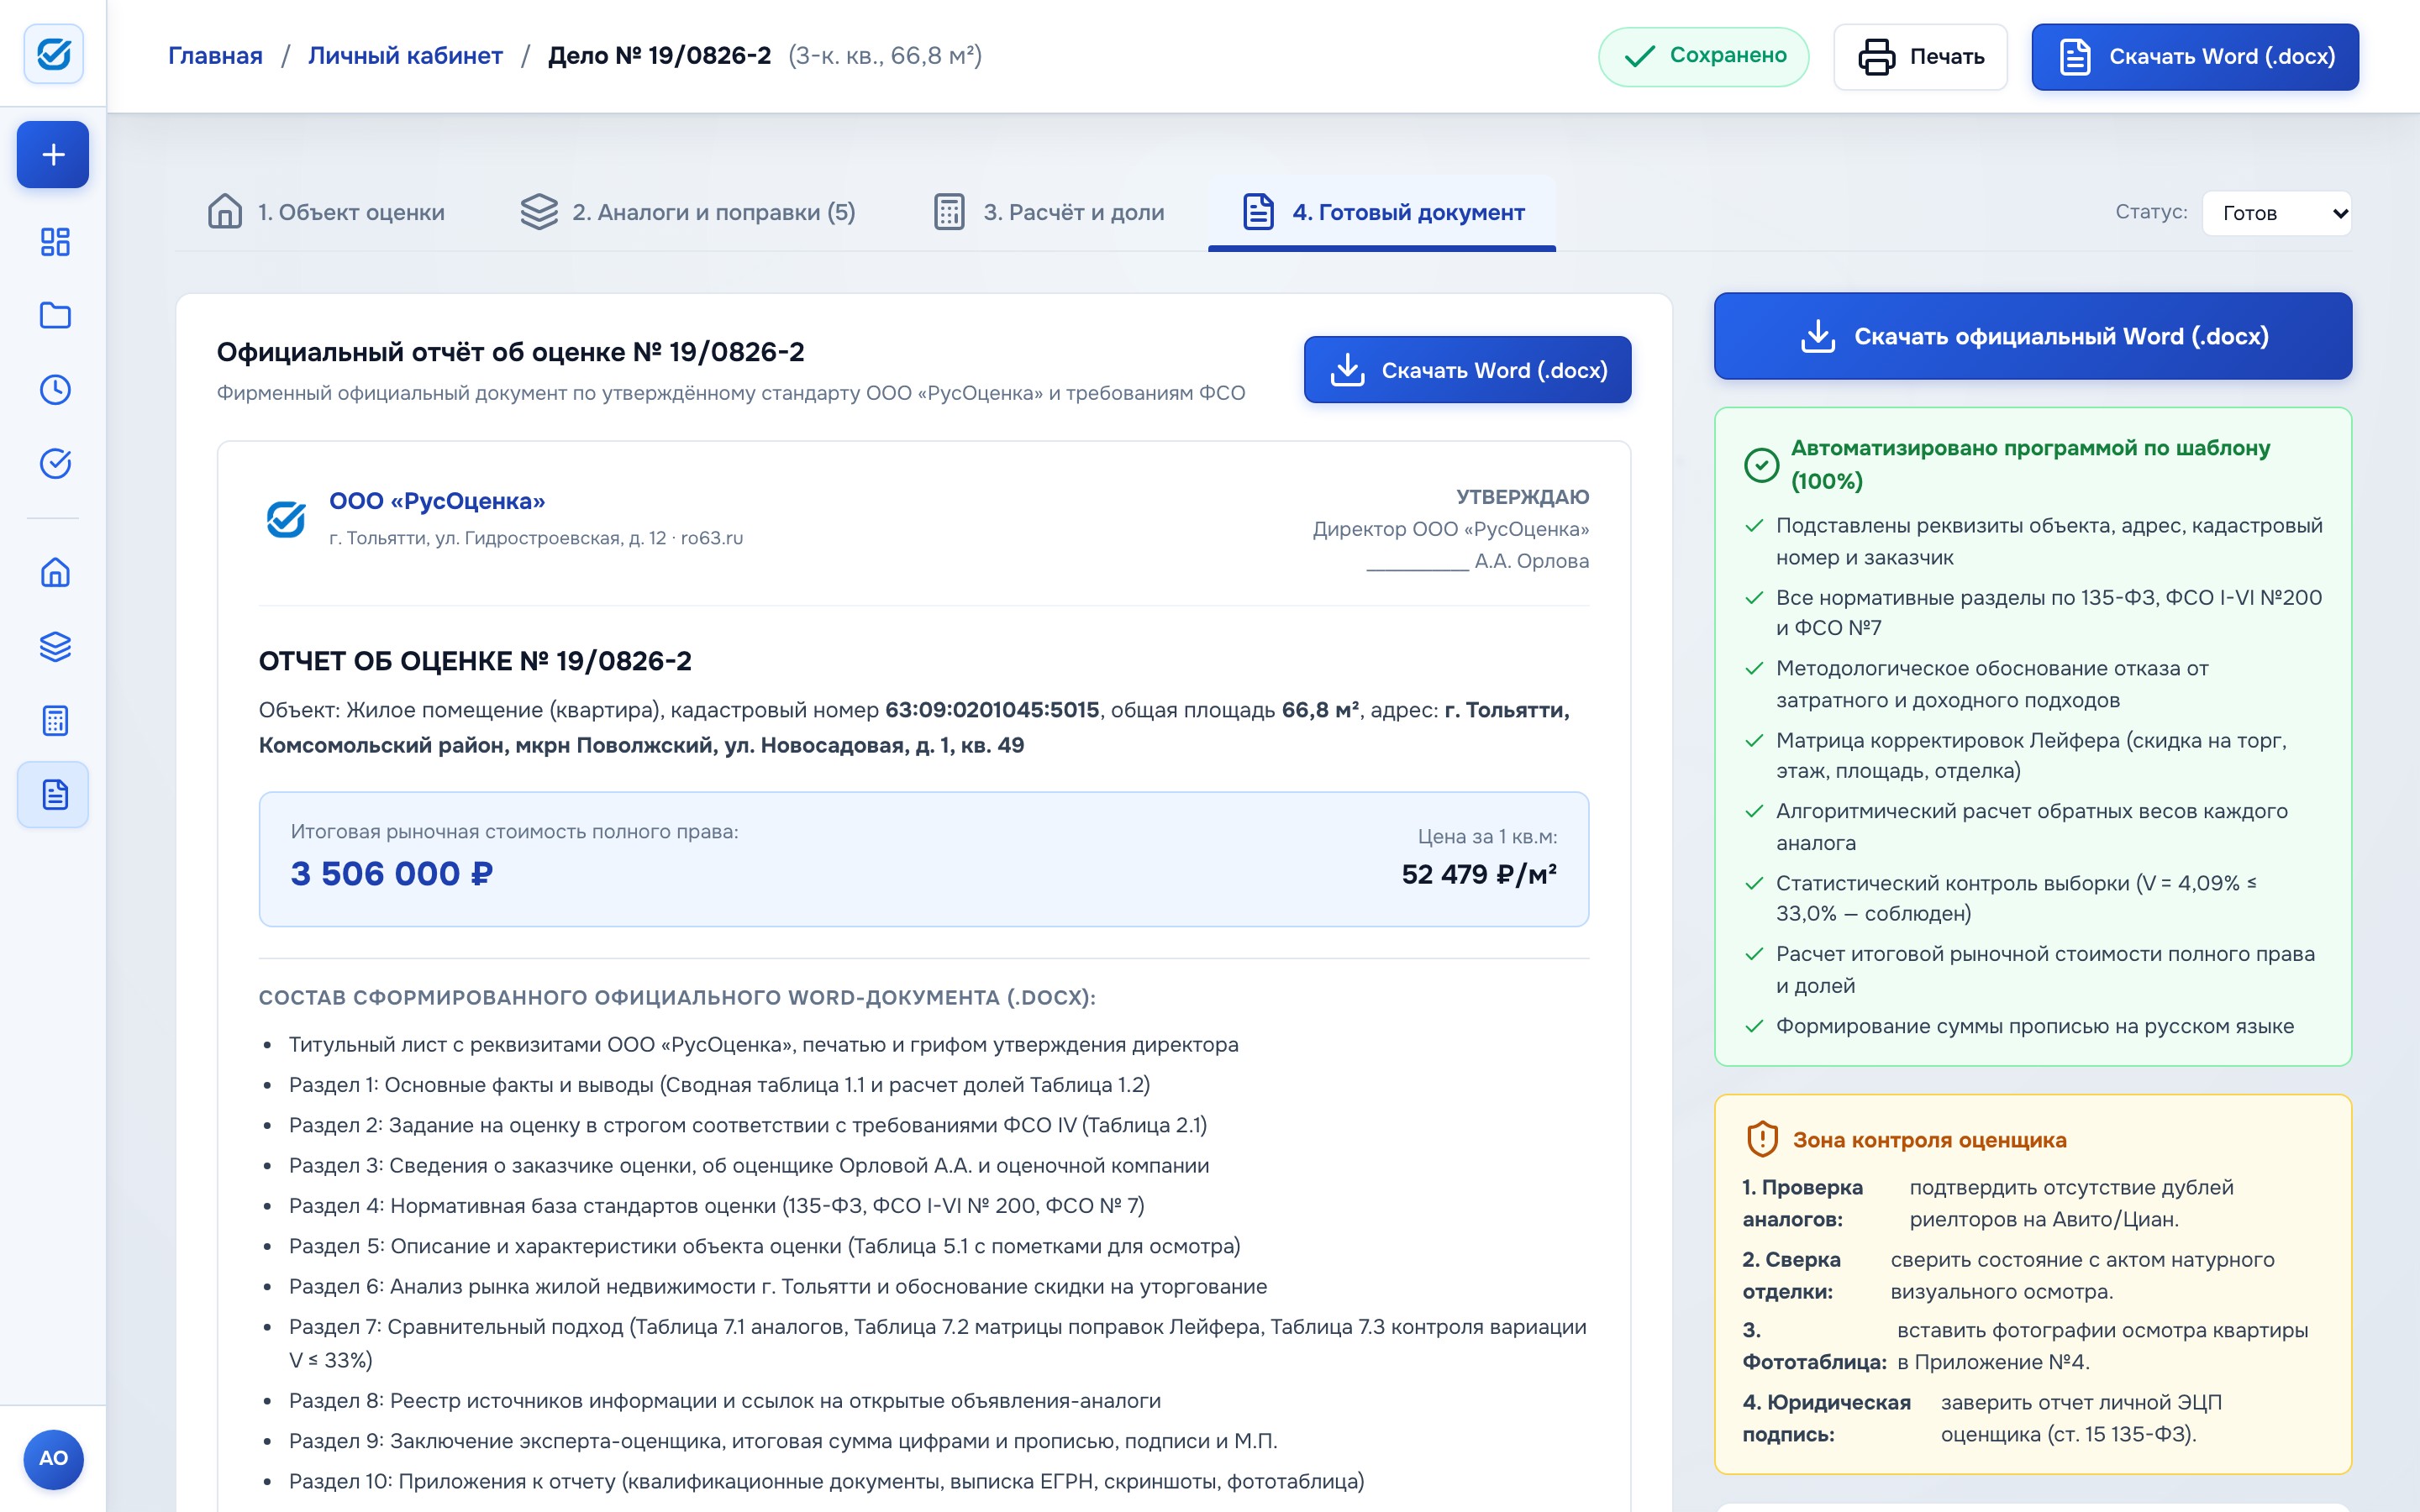 Главная / Личный кабинет / Дело № 19/0826-2 (3-к. кв., 66,8 м²)
Сохранено
Печать
Скачать Word (.docx)
1. Объект оценки
2. Аналоги и поправки (5)
3. Расчёт и доли
4. Готовый документ
Статус:
Готов
Официальный отчёт об оценке № 19/0826-2
Фирменный официальный документ по утверждённому стандарту ООО «РусОценка» и требованиям ФСО
Скачать Word (.docx)
ООО «РусОценка»
г. Тольятти, ул. Гидростроевская, д. 12 · ro63.ru
УТВЕРЖДАЮ
Директор ООО «РусОценка»
__________ А.А. Орлова
ОТЧЕТ ОБ ОЦЕНКЕ № 19/0826-2
Объект: Жилое помещение (квартира), кадастровый номер 63:09:0201045:5015, общая площадь 66,8 м², адрес: г. Тольятти,
Комсомольский район, мкрн Поволжский, ул. Новосадовая, д. 1, кв. 49
Итоговая рыночная стоимость полного права:
3 506 000 ₽
Цена за 1 кв.м:
52 479 ₽/м²
СОСТАВ СФОРМИРОВАННОГО ОФИЦИАЛЬНОГО WORD-ДОКУМЕНТА (.DOCX):
• Титульный лист с реквизитами ООО «РусОценка», печатью и грифом утверждения директора
• Раздел 1: Основные факты и выводы (Сводная таблица 1.1 и расчет долей Таблица 1.2)
• Раздел 2: Задание на оценку в строгом соответствии с требованиями ФСО IV (Таблица 2.1)
• Раздел 3: Сведения о заказчике оценки, об оценщике Орловой А.А. и оценочной компании
• Раздел 4: Нормативная база стандартов оценки (135-ФЗ, ФСО I-VI № 200, ФСО № 7)
• Раздел 5: Описание и характеристики объекта оценки (Таблица 5.1 с пометками для осмотра)
• Раздел 6: Анализ рынка жилой недвижимости г. Тольятти и обоснование скидки на уторгование
• Раздел 7: Сравнительный подход (Таблица 7.1 аналогов, Таблица 7.2 матрицы поправок Лейфера, Таблица 7.3 контроля вариации
V ≤ 33%)
• Раздел 8: Реестр источников информации и ссылок на открытые объявления-аналоги
• Раздел 9: Заключение эксперта-оценщика, итоговая сумма цифрами и прописью, подписи и М.П.
• Раздел 10: Приложения к отчету (квалификационные документы, выписка ЕГРН, скриншоты, фототаблица)
Скачать официальный Word (.docx)
Автоматизировано программой по шаблону
(100%)
Подставлены реквизиты объекта, адрес, кадастровый
номер и заказчик
Все нормативные разделы по 135-ФЗ, ФСО I-VI №200
и ФСО №7
Методологическое обоснование отказа от
затратного и доходного подходов
Матрица корректировок Лейфера (скидка на торг,
этаж, площадь, отделка)
Алгоритмический расчет обратных весов каждого
аналога
Статистический контроль выборки (V = 4,09% ≤
33,0% — соблюден)
Расчет итоговой рыночной стоимости полного права
и долей
Формирование суммы прописью на русском языке
Зона контроля оценщика
1. Проверка подтвердить отсутствие дублей
аналогов: риелторов на Авито/Циан.
2. Сверка сверить состояние с актом натурного
отделки: визуального осмотра.
3. вставить фотографии осмотра квартиры
Фототаблица: в Приложение №4.
4. Юридическая заверить отчет личной ЭЦП
подпись: оценщика (ст. 15 135-ФЗ).
АО